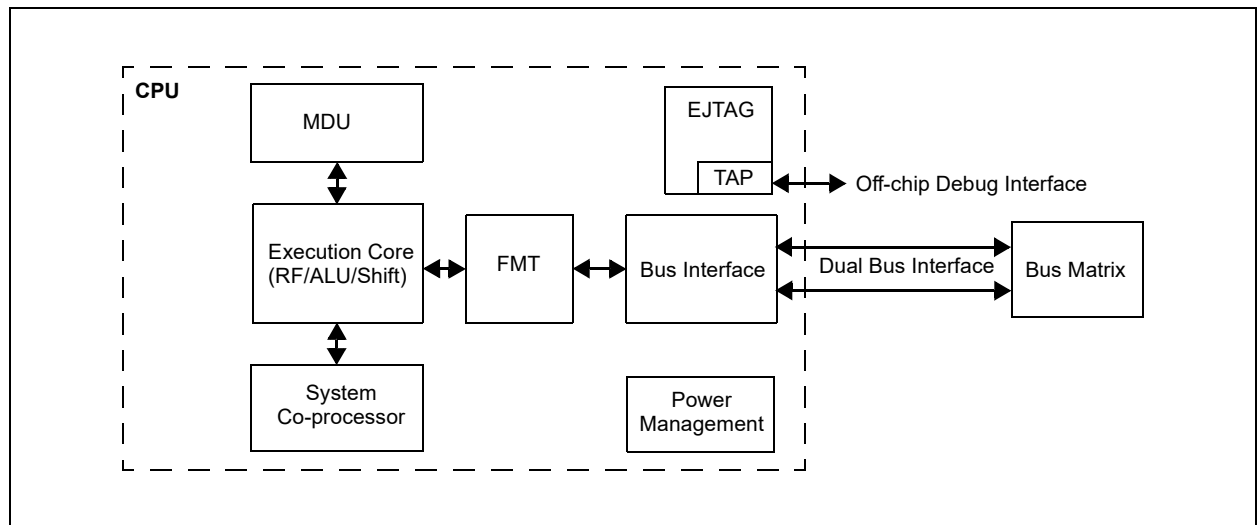 CPU
MDU
EJTAG
TAP
Off-chip Debug Interface
Execution Core
(RF/ALU/Shift)
FMT
Bus Interface
Dual Bus Interface
Bus Matrix
System
Co-processor
Power
Management